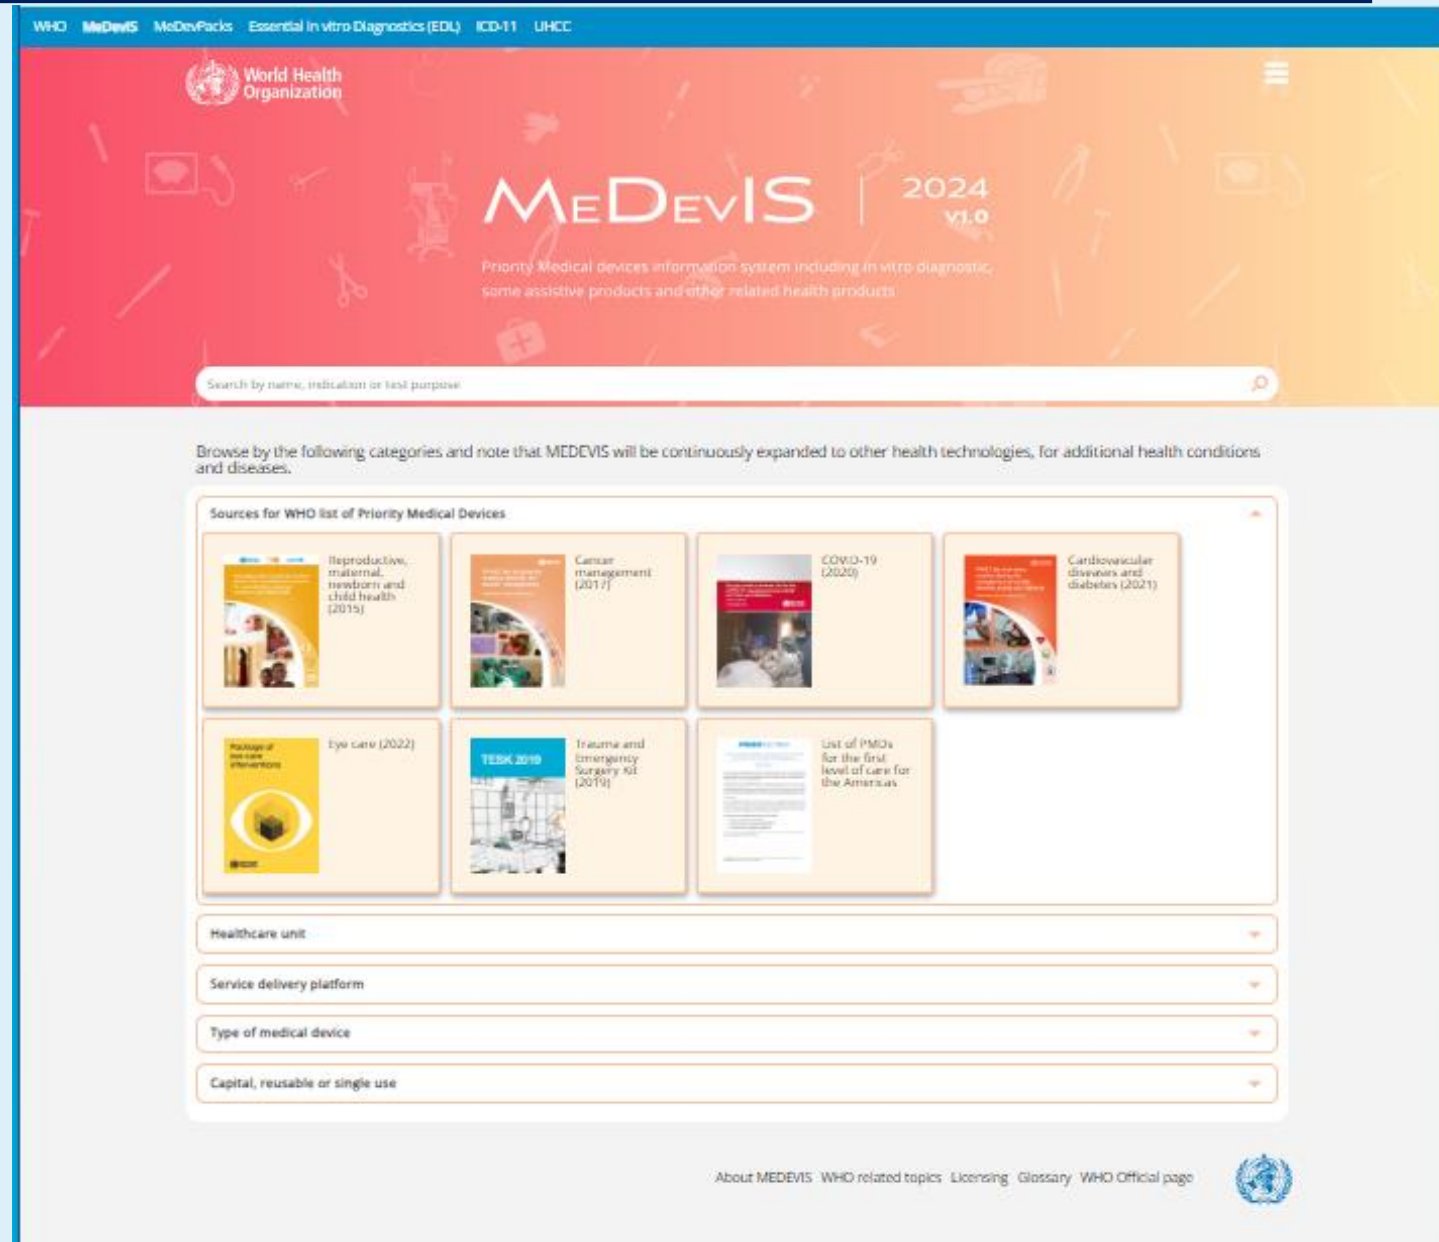 WHO MeDevIS MeDevPacks Essential in vitro Diagnostics (EDL) ICD-11 UHCC
World Health
Organization
MEDEVIS 2024
V1.0
Priority Medical devices information system including in vitro diagnostic,
some assistive products and other related health products
Search by name, indication or test purpose
Browse by the following categories and note that MEDEVIS will be continuously expanded to other health technologies, for additional health conditions
and diseases.
Sources for WHO list of Priority Medical Devices
Reproductive,
maternal,
newborn and
child health
(2015)
Cancer
management
(2017)
COVID-19
(2020)
Cardiovascular
diseases and
diabetes (2021)
Package of
eye care
interventions
Eye care (2022)
TESK 2019
Trauma and
Emergency
Surgery Kit
(2019)
List of PMDs
for the first
level of care for
the Americas
Healthcare unit
Service delivery platform
Type of medical device
Capital, reusable or single use
About MEDEVIS WHO related topics Licensing Glossary WHO Official page